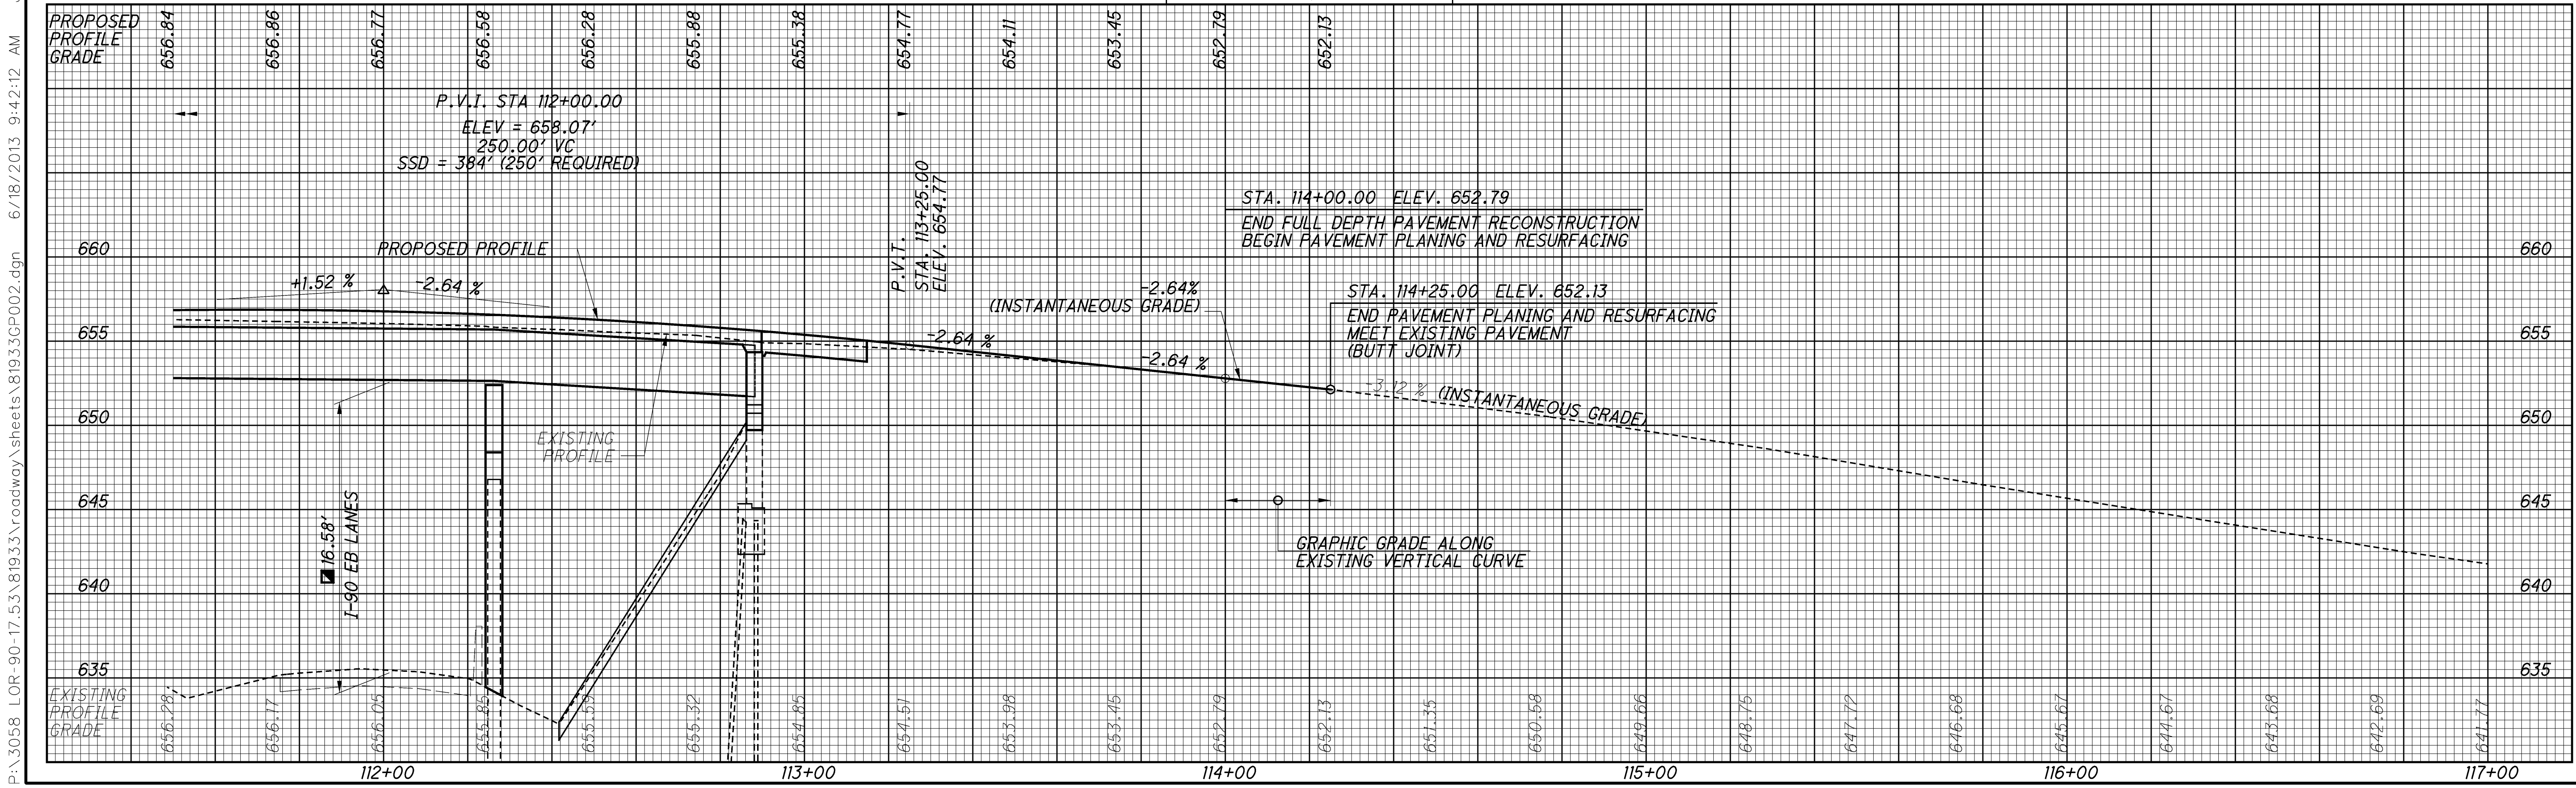 P:\3058 LOR-90-17.53\81933\roadway\sheets\81933GP002.dgn 6/18/2013 9:42:12 AM
PROPOSED
PROFILE
GRADE
656.84 656.86 656.77 656.58 656.28 655.88 655.38 654.77 654.11 653.45 652.79 652.13
P.V.I. STA 112+00.00
ELEV = 658.07'
250.00' VC
SSD = 384' (250' REQUIRED)
P.V.T.
STA. 113+25.00
ELEV. 654.77
STA. 114+00.00 ELEV. 652.79
END FULL DEPTH PAVEMENT RECONSTRUCTION
BEGIN PAVEMENT PLANING AND RESURFACING
660 660
PROPOSED PROFILE
+1.52 % -2.64 %
-2.64%
(INSTANTANEOUS GRADE)
STA. 114+25.00 ELEV. 652.13
END PAVEMENT PLANING AND RESURFACING
MEET EXISTING PAVEMENT
(BUTT JOINT)
655 655
-2.64 %
-2.64 %
-3.12 % (INSTANTANEOUS GRADE)
650 650
EXISTING
PROFILE
645 645
16.58'
I-90 EB LANES
GRAPHIC GRADE ALONG
EXISTING VERTICAL CURVE
640 640
635 635
EXISTING
PROFILE
GRADE
656.28 656.17 656.05 655.85 655.59 655.32 654.85 654.51 653.98 653.45 652.79 652.13 651.35 650.58 649.66 648.75 647.72 646.68 645.67 644.67 643.68 642.69 641.77
112+00 113+00 114+00 115+00 116+00 117+00